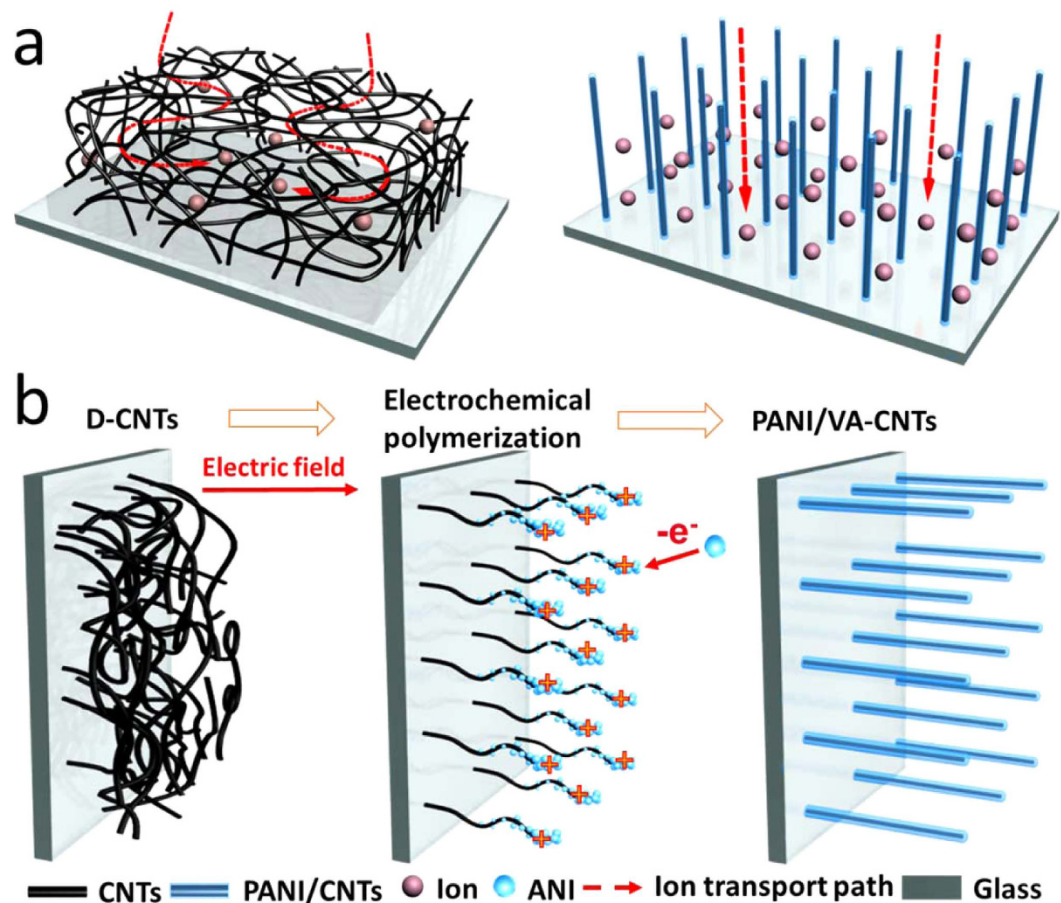 a
b
D-CNTs
Electrochemical
polymerization
PANI/VA-CNTs
Electric field
-e⁻
+ + + + + + + + + + + + + + + +
CNTs PANI/CNTs Ion ANI Ion transport path Glass